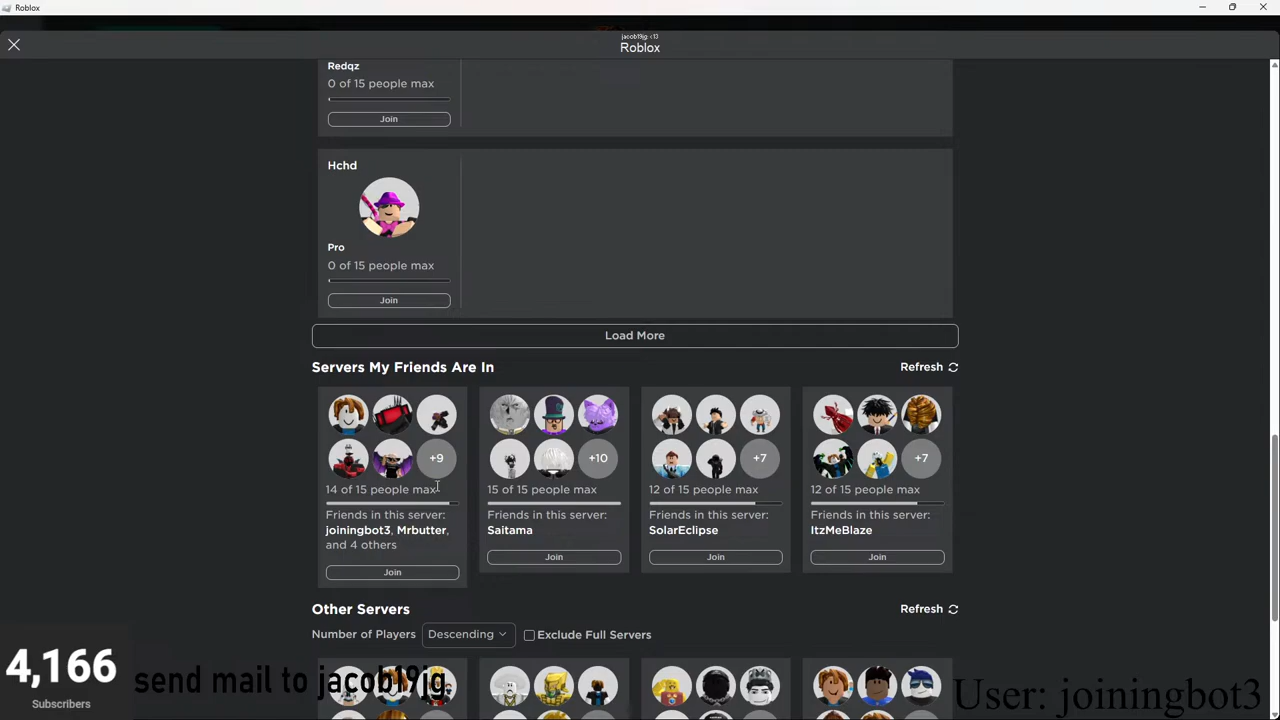 Roblox
jacob19jg: <13
Roblox
Redqz
0 of 15 people max
Join
Hchd
Pro
0 of 15 people max
Join
Load More
Servers My Friends Are In
Refresh
+9
14 of 15 people max
Friends in this server:
joiningbot3, Mrbutter,
and 4 others
Join
+10
15 of 15 people max
Friends in this server:
Saitama
Join
+7
12 of 15 people max
Friends in this server:
SolarEclipse
Join
+7
12 of 15 people max
Friends in this server:
ItzMeBlaze
Join
Other Servers
Refresh
Number of Players
Descending
Exclude Full Servers
4,166
Subscribers
send mail to jacob19jg
User: joiningbot3